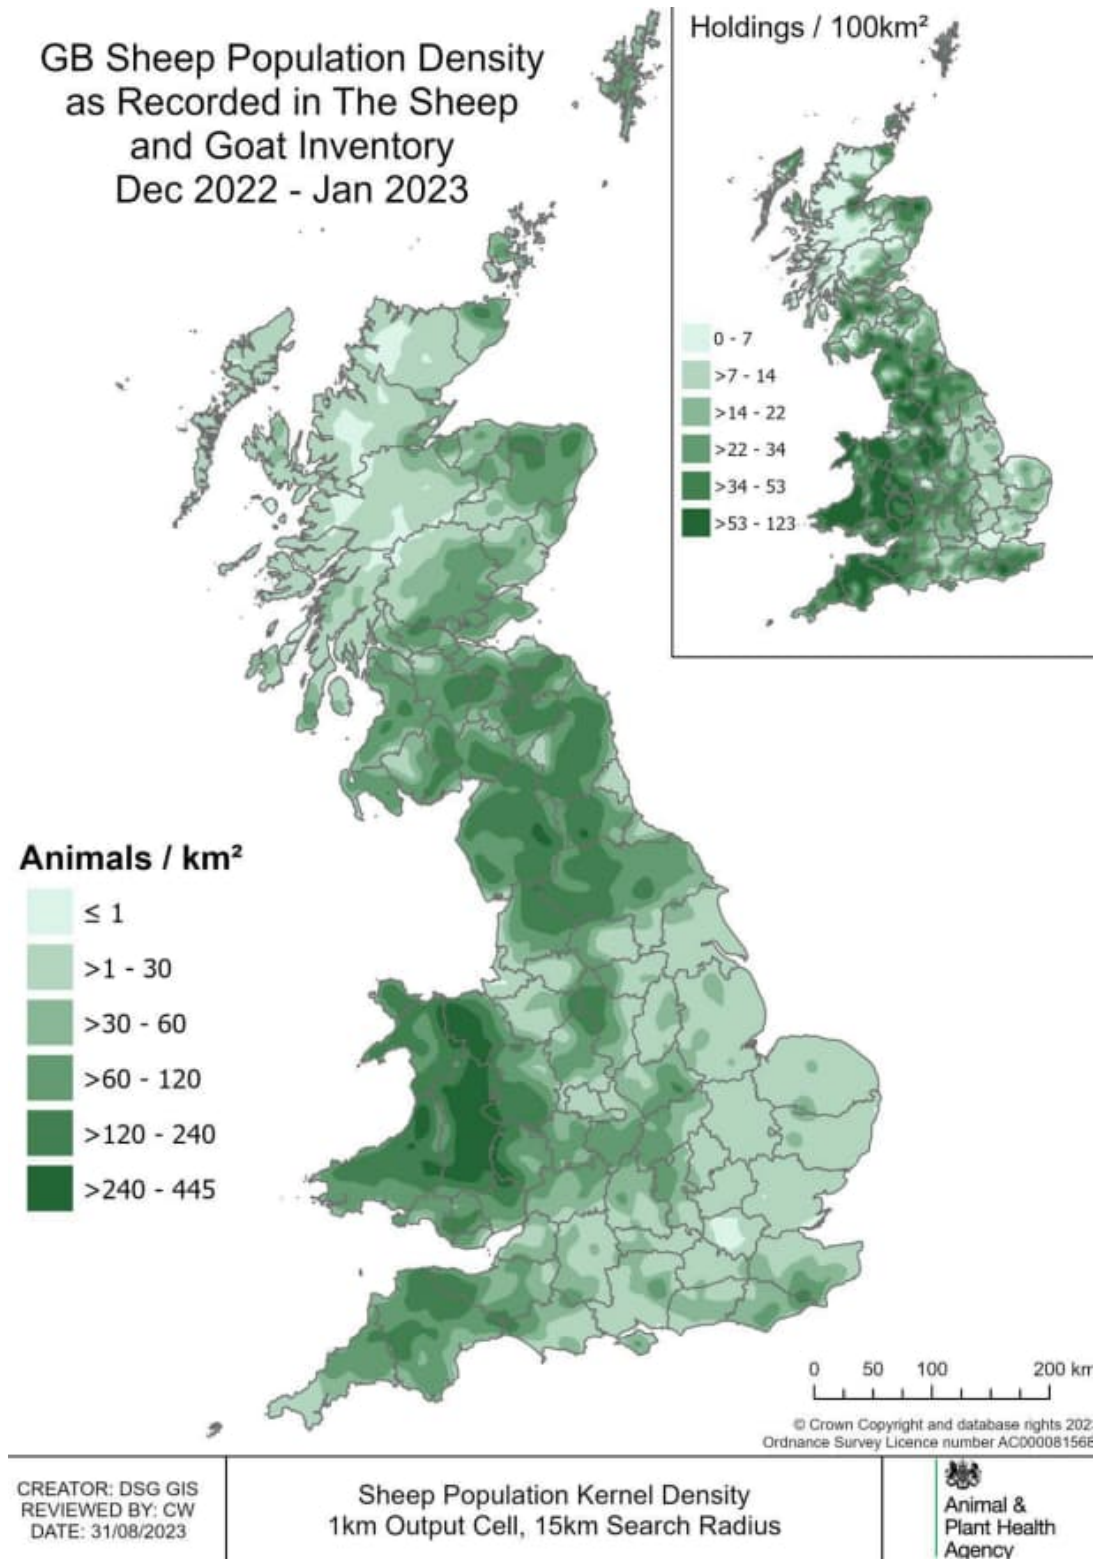 GB Sheep Population Density
as Recorded in The Sheep
and Goat Inventory
Dec 2022 - Jan 2023
Holdings / 100km²
0 - 7
>7 - 14
>14 - 22
>22 - 34
>34 - 53
>53 - 123
Animals / km²
≤ 1
>1 - 30
>30 - 60
>60 - 120
>120 - 240
>240 - 445
0 50 100 200 km
© Crown Copyright and database rights 202
Ordnance Survey Licence number AC000081568
CREATOR: DSG GIS
REVIEWED BY: CW
DATE: 31/08/2023
Sheep Population Kernel Density
1km Output Cell, 15km Search Radius
Animal &
Plant Health
Agency